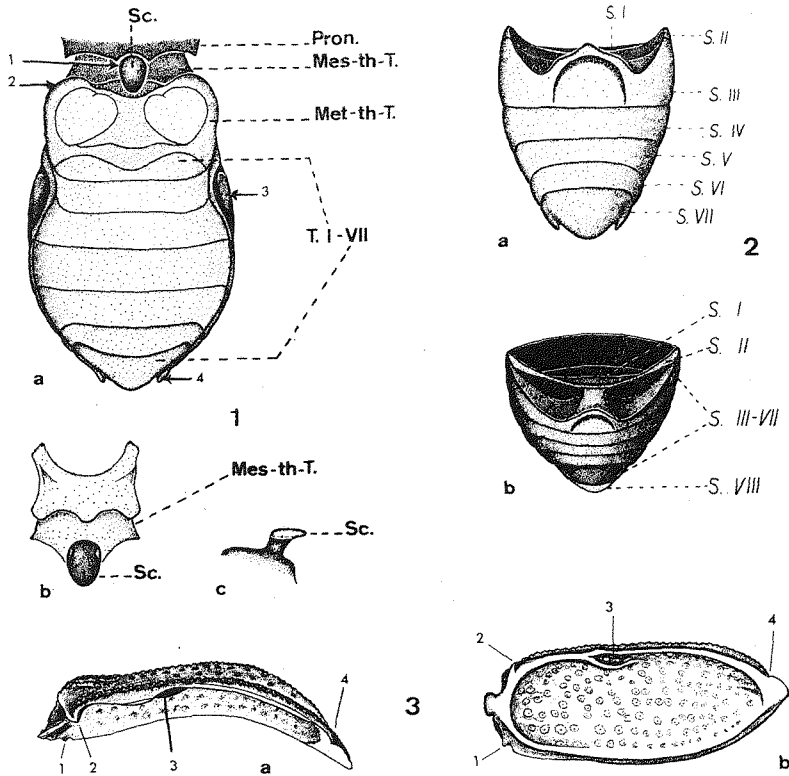 Sc.
Pron.
1
Mes-th-T.
2
Met-th-T.
3
T. I-VII
4
a
1
Mes-th-T.
Sc.
b
Sc.
c
S. I
S. II
S. III
S. IV
S. V
S. VI
S. VII
a
2
S. I
S. II
S. III-VII
S. VIII
b
4
3
1
2
3
a
3
2
4
1
b